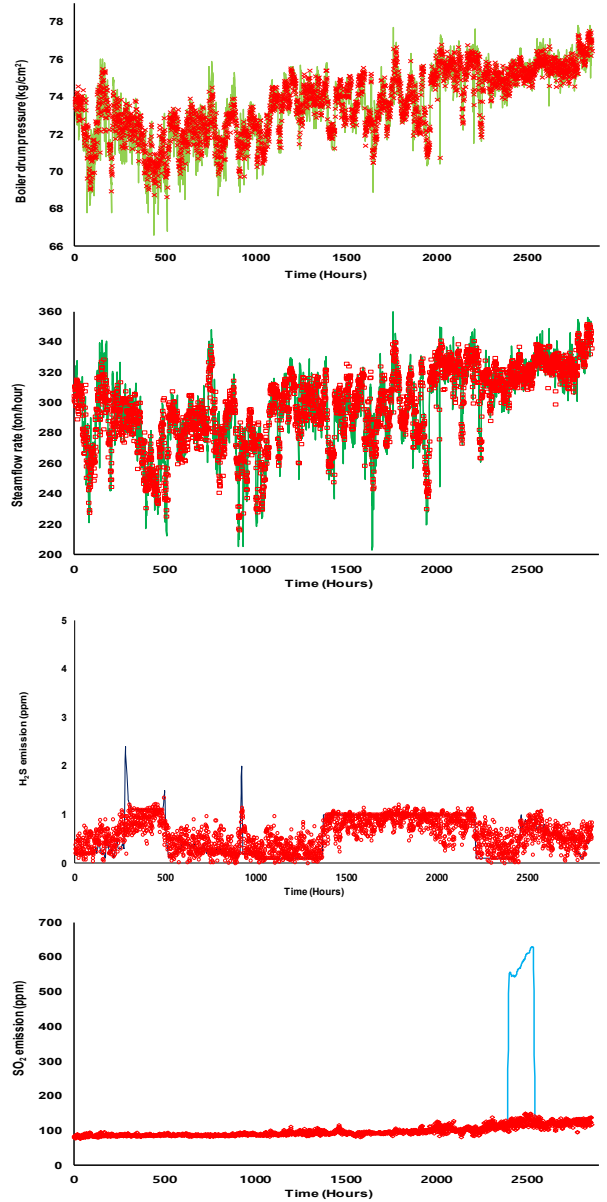 Boiler drum pressure (kg/cm²)
78
76
74
72
70
68
66
0 500 1000 1500 2000 2500
Time (Hours)
Steamflow rate (ton/hour)
360
340
320
300
280
260
240
220
200
0 500 1000 1500 2000 2500
Time (Hours)
H₂S emission (ppm)
5
4
3
2
1
0
0 500 1000 1500 2000 2500
Time (Hours)
SO₂ emission (ppm)
700
600
500
400
300
200
100
0
0 500 1000 1500 2000 2500
Time (Hours)